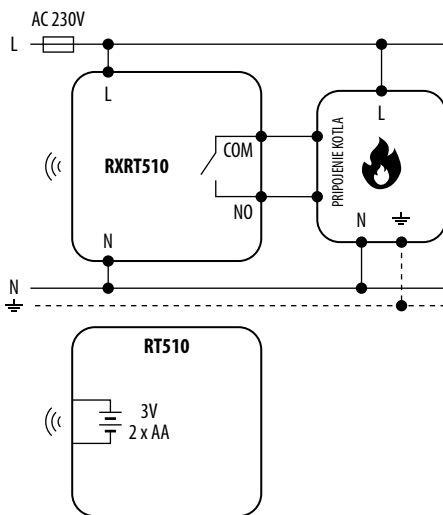 AC 230V
L
L
RXRT510
COM
NO
N
PRIPOJENIE KOTLA
L
N
N
RT510
3V
2 x AA